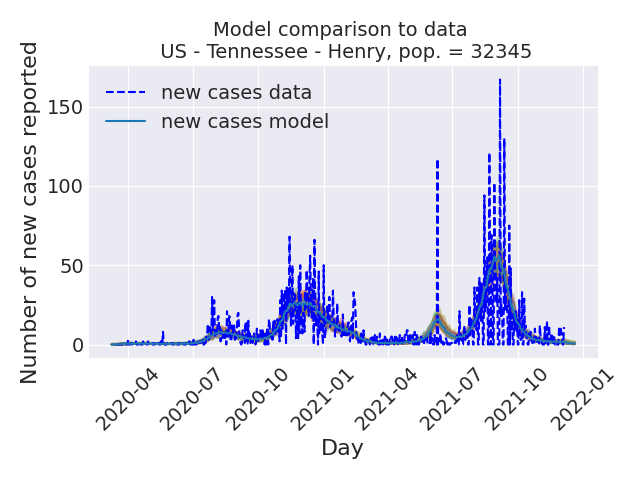 Model comparison to data
US - Tennessee - Henry, pop. = 32345
Number of new cases reported
150
100
50
0
new cases data
new cases model
2020-04
2020-07
2020-10
2021-01
2021-04
2021-07
2021-10
2022-01
Day